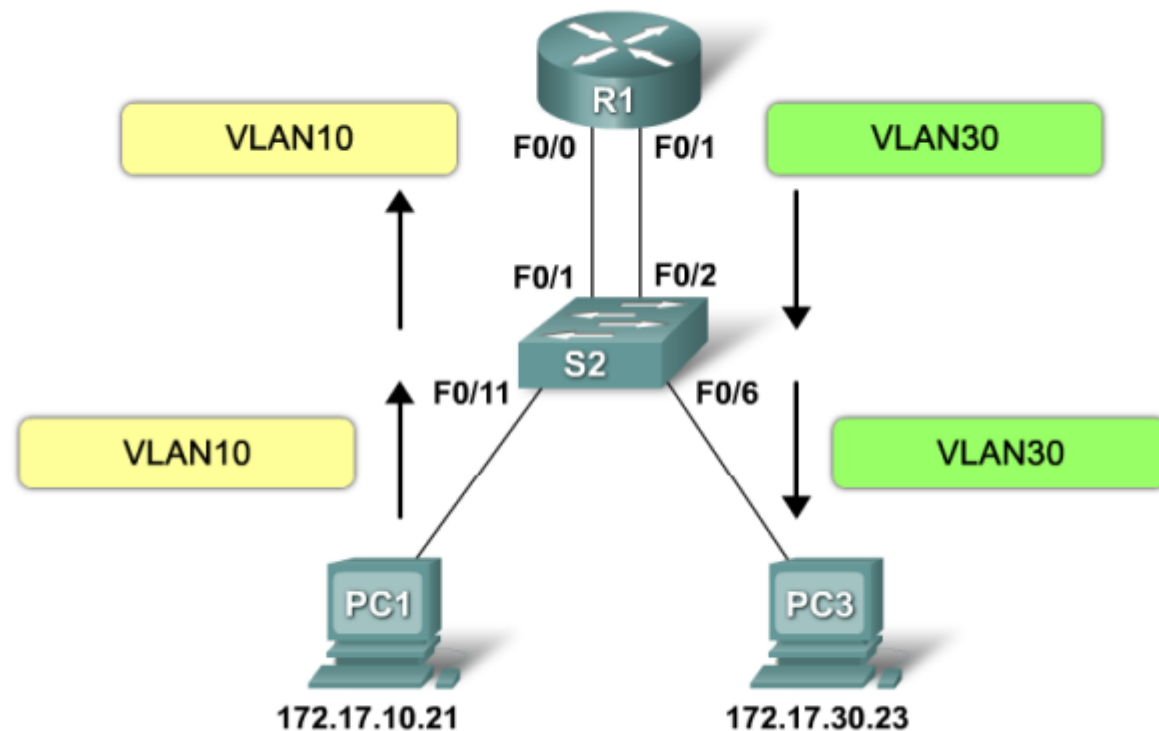 R1
VLAN10
F0/0 F0/1
VLAN30
F0/1 F0/2
S2
F0/11 F0/6
VLAN10
VLAN30
PC1
PC3
172.17.10.21
172.17.30.23